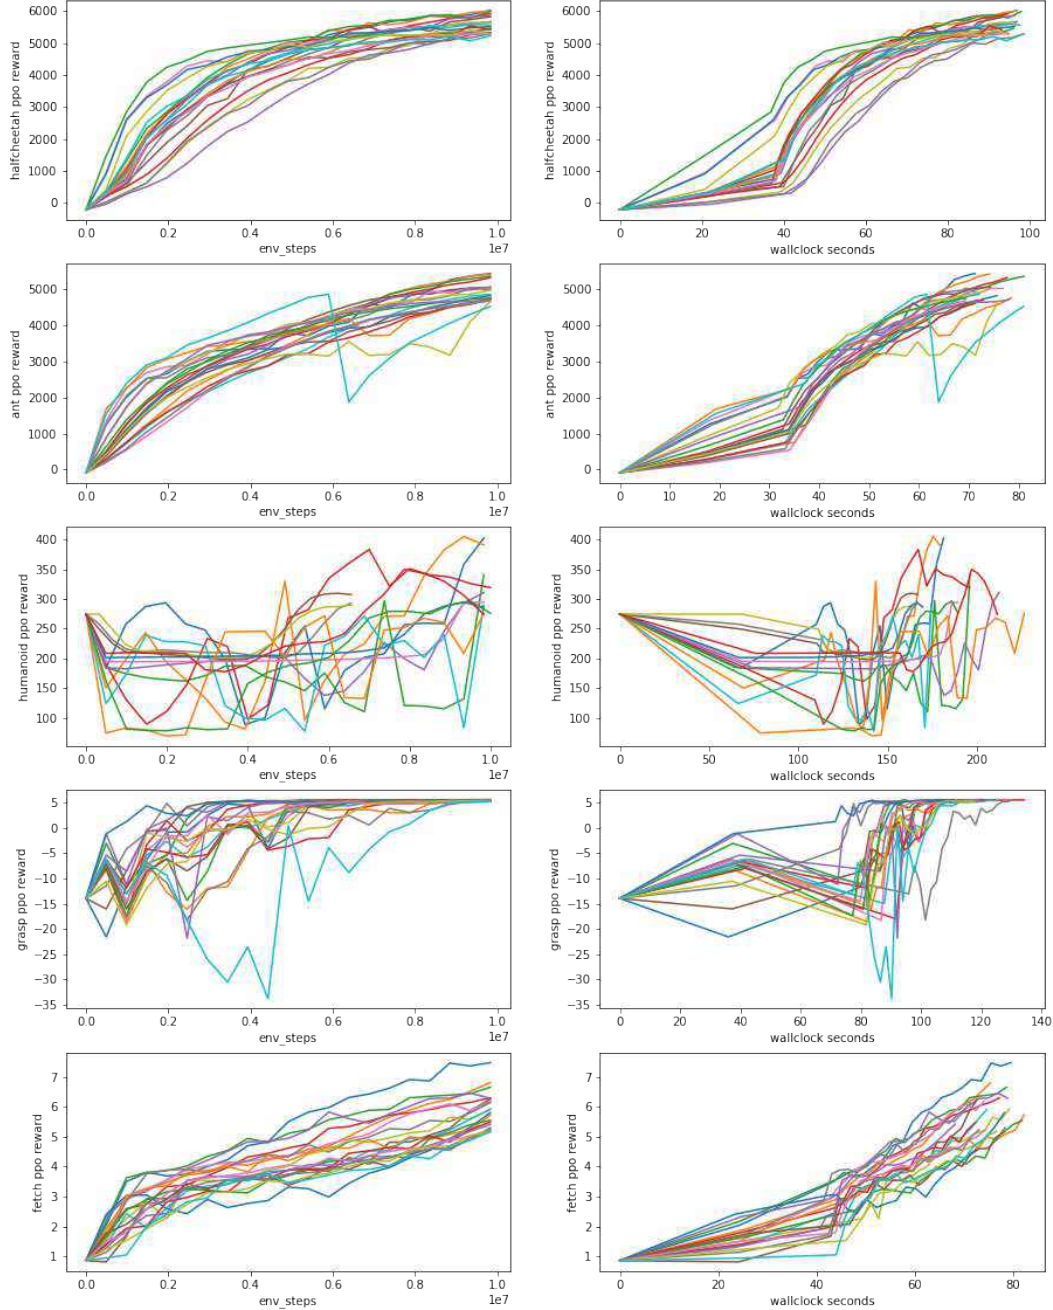 halfcheetah ppo reward
6000
5000
4000
3000
2000
1000
0
0.0 0.2 0.4 0.6 0.8 1.0
env_steps
1e7
halfcheetah ppo reward
6000
5000
4000
3000
2000
1000
0
0 20 40 60 80 100
wallclock seconds
ant ppo reward
5000
4000
3000
2000
1000
0
0.0 0.2 0.4 0.6 0.8 1.0
env_steps
1e7
ant ppo reward
5000
4000
3000
2000
1000
0
0 10 20 30 40 50 60 70 80
wallclock seconds
humanoid ppo reward
400
350
300
250
200
150
100
0.0 0.2 0.4 0.6 0.8 1.0
env_steps
1e7
humanoid ppo reward
400
350
300
250
200
150
100
0 50 100 150 200
wallclock seconds
grasp ppo reward
5
0
−5
−10
−15
−20
−25
−30
−35
0.0 0.2 0.4 0.6 0.8 1.0
env_steps
1e7
grasp ppo reward
5
0
−5
−10
−15
−20
−25
−30
−35
0 20 40 60 80 100 120 140
wallclock seconds
fetch ppo reward
7
6
5
4
3
2
1
0.0 0.2 0.4 0.6 0.8 1.0
env_steps
1e7
fetch ppo reward
7
6
5
4
3
2
1
0 20 40 60 80
wallclock seconds